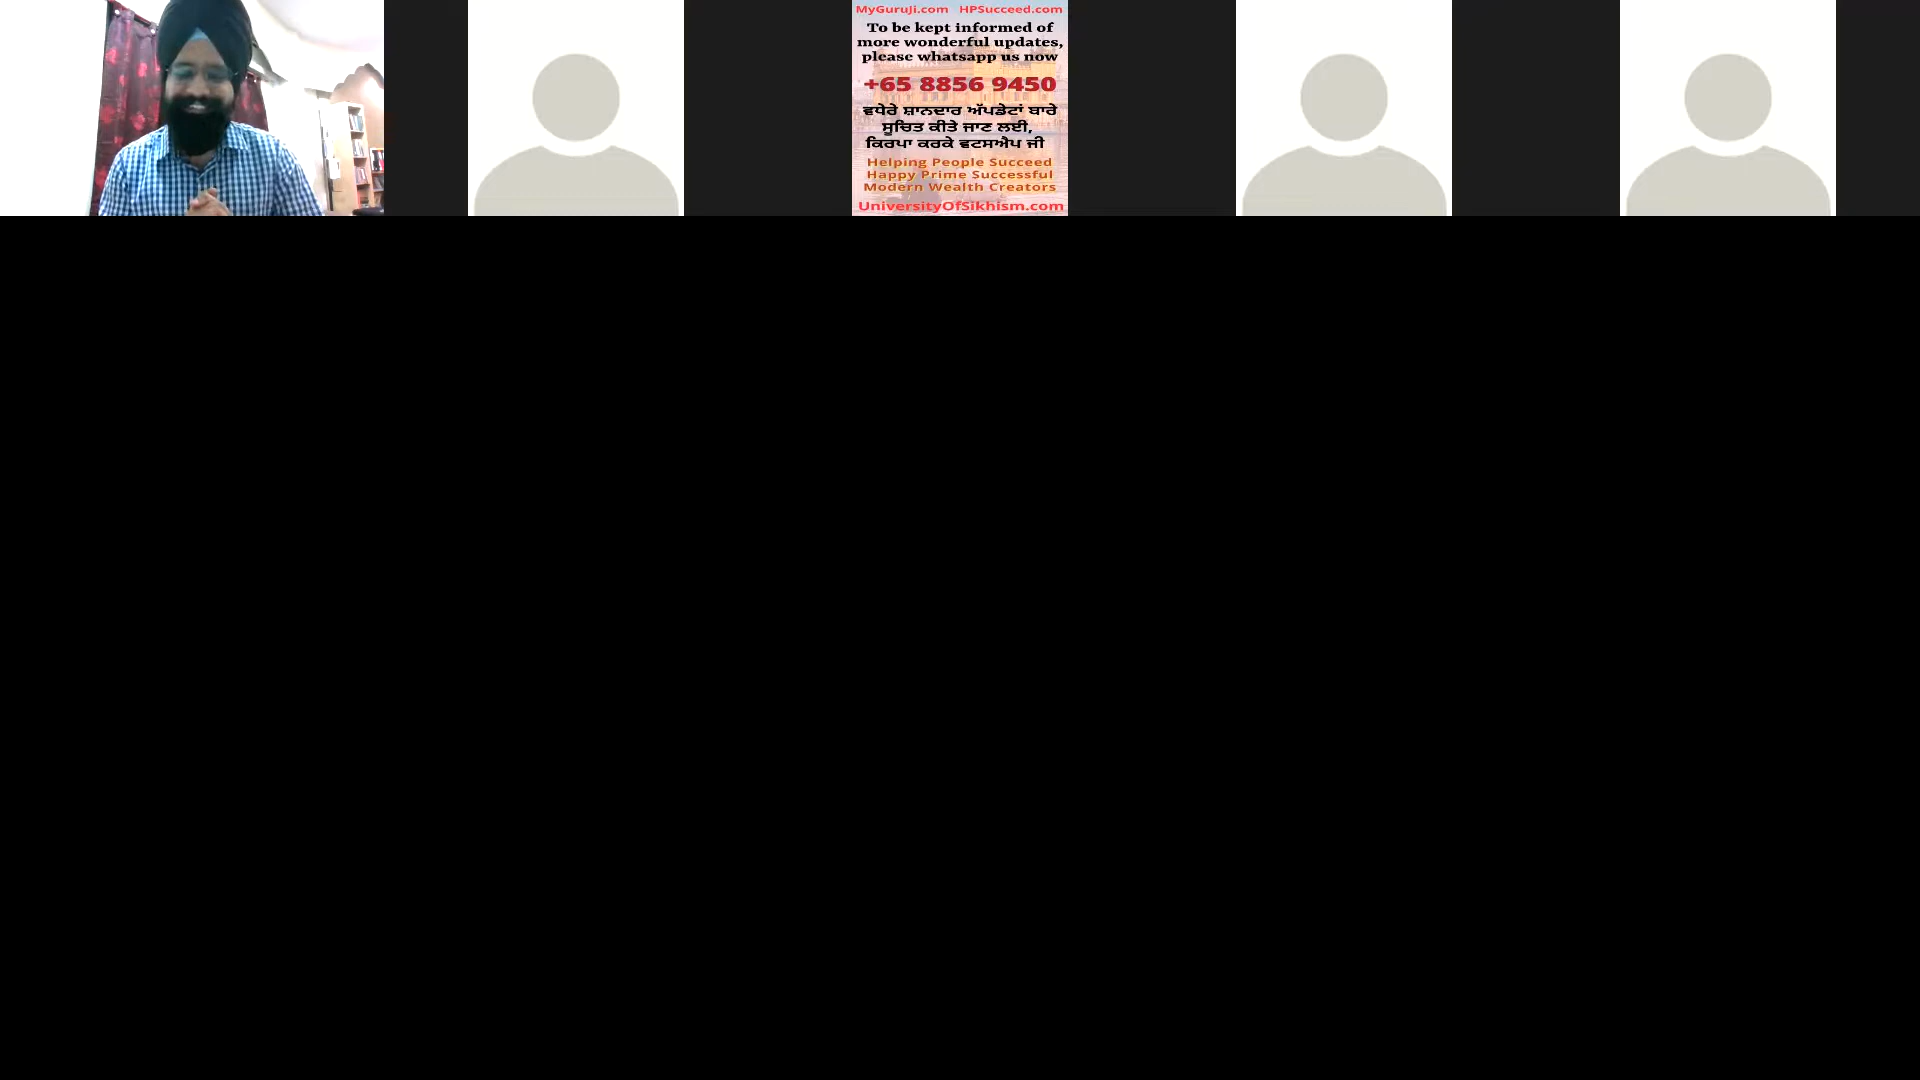 MyGuruJi.com HPSucceed.com
To be kept informed of
more wonderful updates,
please whatsapp us now
+65 8856 9450
ਵਧੇਰੇ ਸ਼ਾਨਦਾਰ ਅੱਪਡੇਟਾਂ ਬਾਰੇ
ਸੂਚਿਤ ਕੀਤੇ ਜਾਣ ਲਈ,
ਕਿਰਪਾ ਕਰਕੇ ਵਟਸਐਪ ਜੀ
Helping People Succeed
Happy Prime Successful
Modern Wealth Creators
UniversityOfSikhism.com